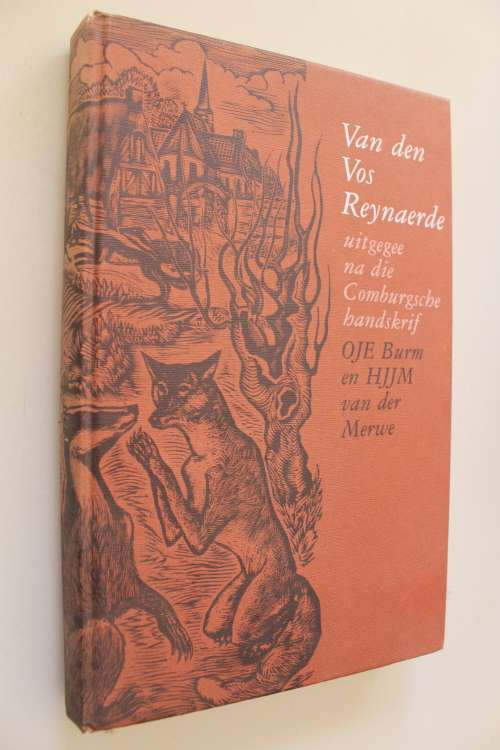 Van den
Vos
Reynaerde
uitgegee
na die
Comburgsche
handskrif
OJE Burm
en HJJM
van der
Merwe